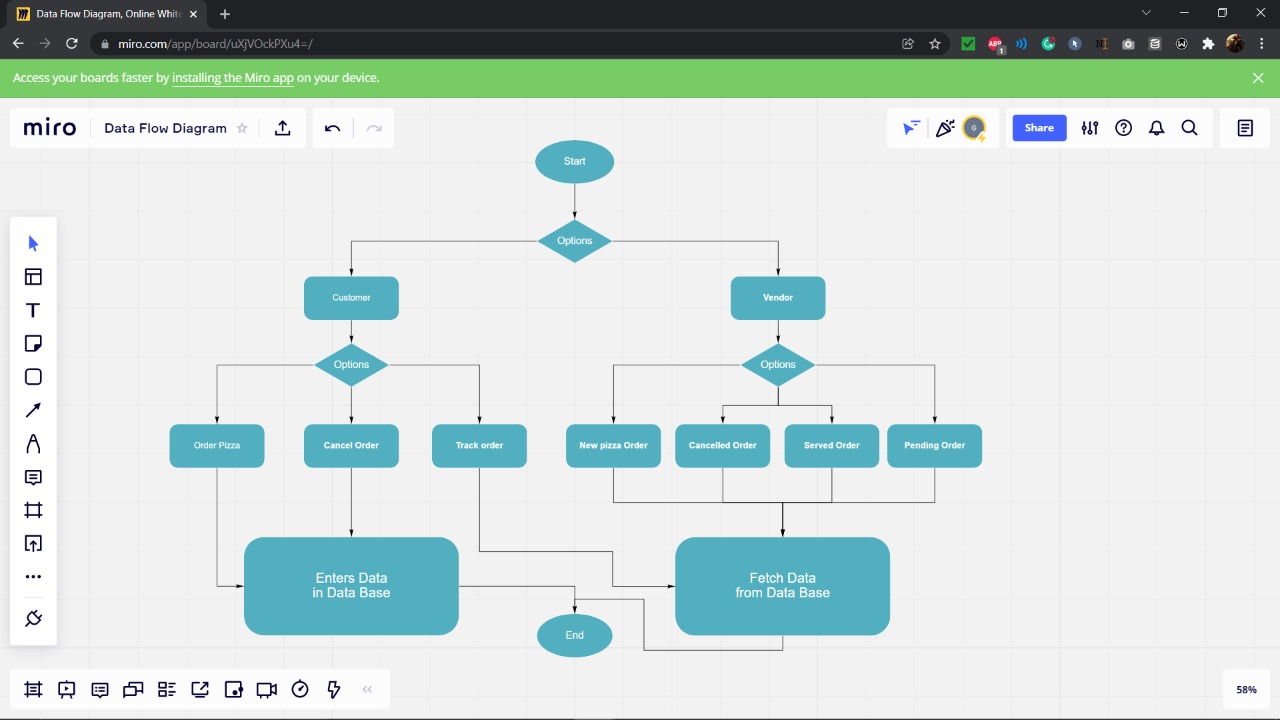 Data Flow Diagram, Online White
miro.com/app/board/uXjVOckPXu4=/
ABP
1
Access your boards faster by installing the Miro app on your device.
miro
Data Flow Diagram
G
Share
Start
Options
Customer
Vendor
Options
Options
Order Pizza
Cancel Order
Track order
New pizza Order
Cancelled Order
Served Order
Pending Order
Enters Data
in Data Base
Fetch Data
from Data Base
End
58%